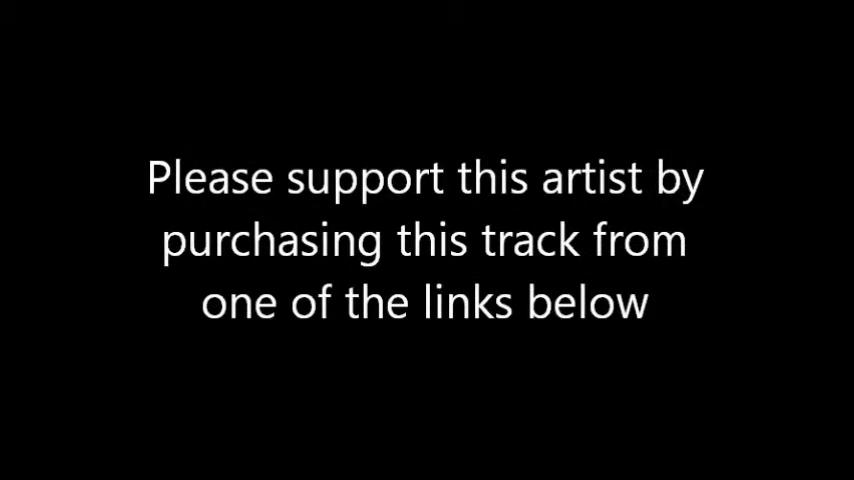 Please support this artist by
purchasing this track from
one of the links below